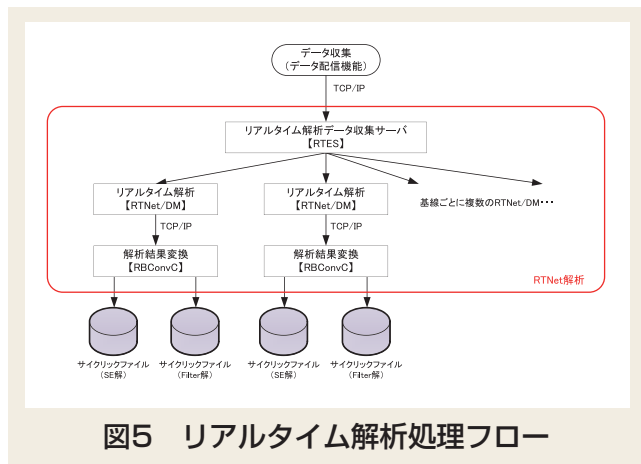 データ収集
(データ配信機能)
TCP/IP
リアルタイム解析データ収集サーバ
【RTES】
リアルタイム解析
【RTNet/DM】
リアルタイム解析
【RTNet/DM】
基線ごとに複数のRTNet/DM・・・
TCP/IP
TCP/IP
解析結果変換
【RBConvC】
解析結果変換
【RBConvC】
RTNet解析
サイクリックファイル
(SE解)
サイクリックファイル
(Filter解)
サイクリックファイル
(SE解)
サイクリックファイル
(Filter解)
図5　リアルタイム解析処理フロー